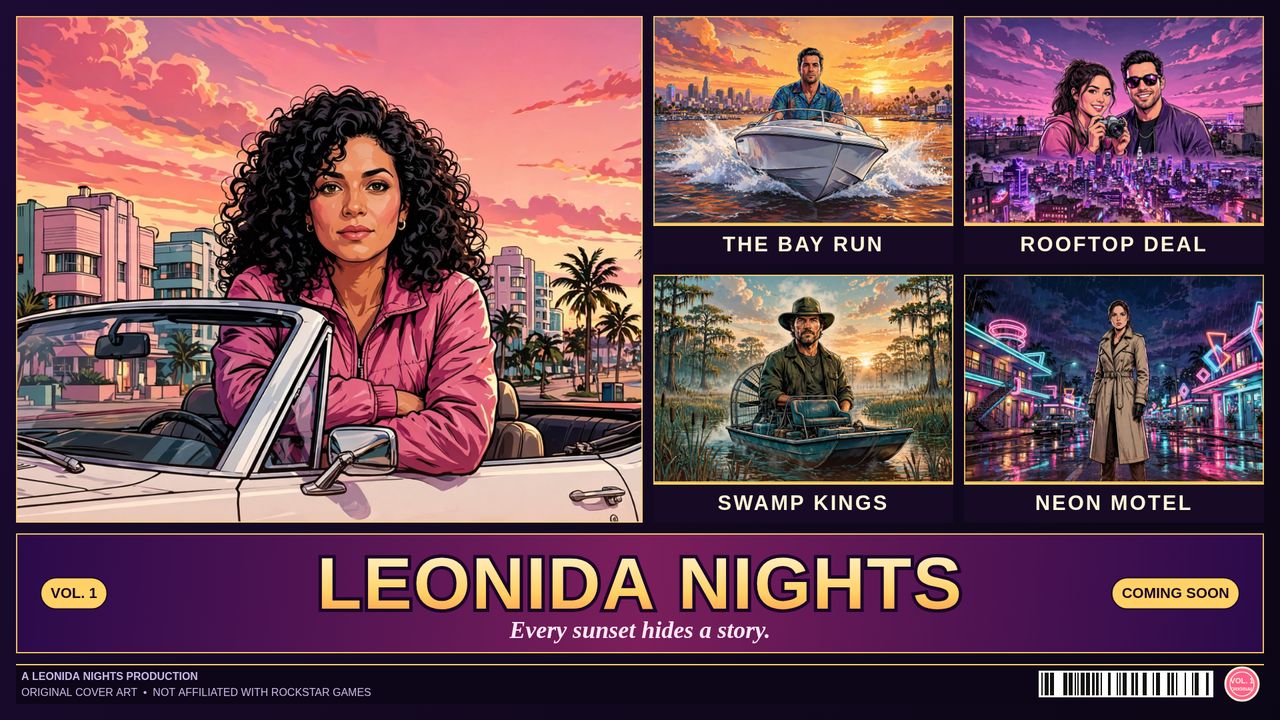 THE BAY RUN
ROOFTOP DEAL
SWAMP KINGS
NEON MOTEL
VOL. 1
LEONIDA NIGHTS
COMING SOON
Every sunset hides a story.
A LEONIDA NIGHTS PRODUCTION
ORIGINAL COVER ART • NOT AFFILIATED WITH ROCKSTAR GAMES
VOL. 1
ORIGINAL